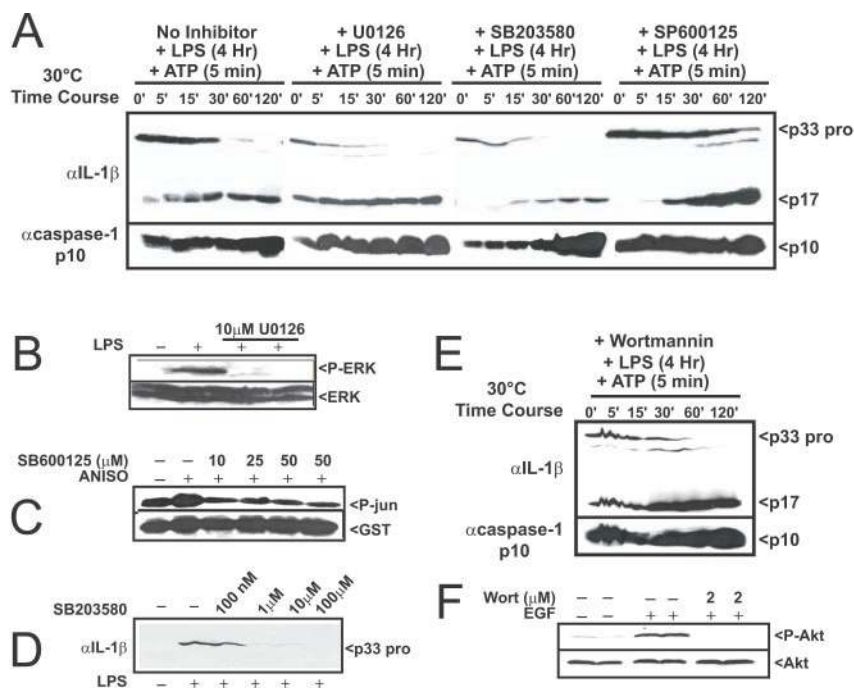 A
No Inhibitor + U0126 + SB203580 + SP600125
+ LPS (4 Hr) + LPS (4 Hr) + LPS (4 Hr) + LPS (4 Hr)
30°C + ATP (5 min) + ATP (5 min) + ATP (5 min) + ATP (5 min)
Time Course 0' 5' 15' 30' 60' 120' 0' 5' 15' 30' 60' 120' 0' 5' 15' 30' 60' 120' 0' 5' 15' 30' 60' 120'
<p33 pro
αIL-1β
<p17
αcaspase-1
p10 <p10
B
10μM U0126
LPS – + + +
<P-ERK
<ERK
C
SB600125 (μM) – – 10 25 50 50
ANISO – + + + + +
<P-jun
<GST
D
SB203580 – – 100 nM 1μM 10μM 100μM
αIL-1β <p33 pro
LPS – + + + + +
E
+ Wortmannin
+ LPS (4 Hr)
30°C + ATP (5 min)
Time Course 0' 5' 15' 30' 60' 120'
<p33 pro
αIL-1β
<p17
αcaspase-1
p10 <p10
F
Wort (μM) – – – – 2 2
EGF – – + + + +
<P-Akt
<Akt